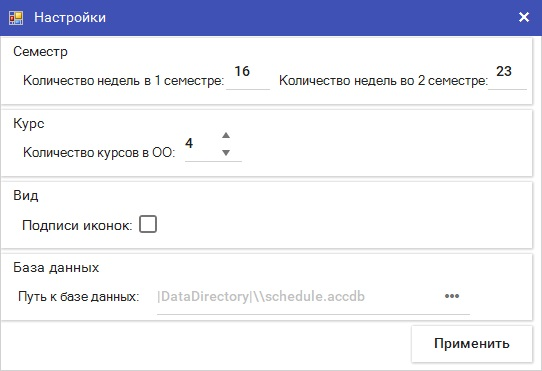 Настройки
Семестр
Количество недель в 1 семестре: 16 Количество недель во 2 семестре: 23
Курс
Количество курсов в ОО: 4
Вид
Подписи иконок:
База данных
Путь к базе данных: |DataDirectory|\\schedule.accdb •••
Применить